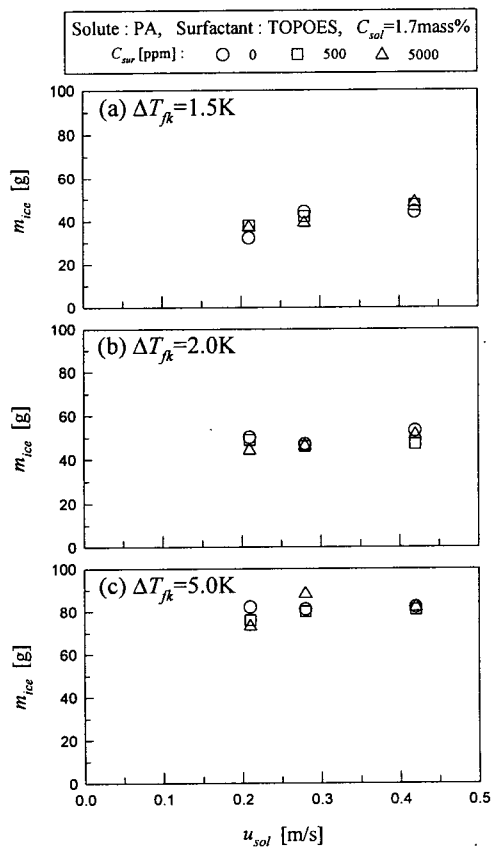 Solute : PA, Surfactant : TOPOES, C_sol=1.7mass%
C_sur [ppm] : ○ 0 □ 500 △ 5000
(a) ΔT_fk=1.5K
100
80
60
40
20
0
m_ice [g]
(b) ΔT_fk=2.0K
100
80
60
40
20
0
m_ice [g]
(c) ΔT_fk=5.0K
100
80
60
40
20
0
m_ice [g]
0.0 0.1 0.2 0.3 0.4 0.5
u_sol [m/s]